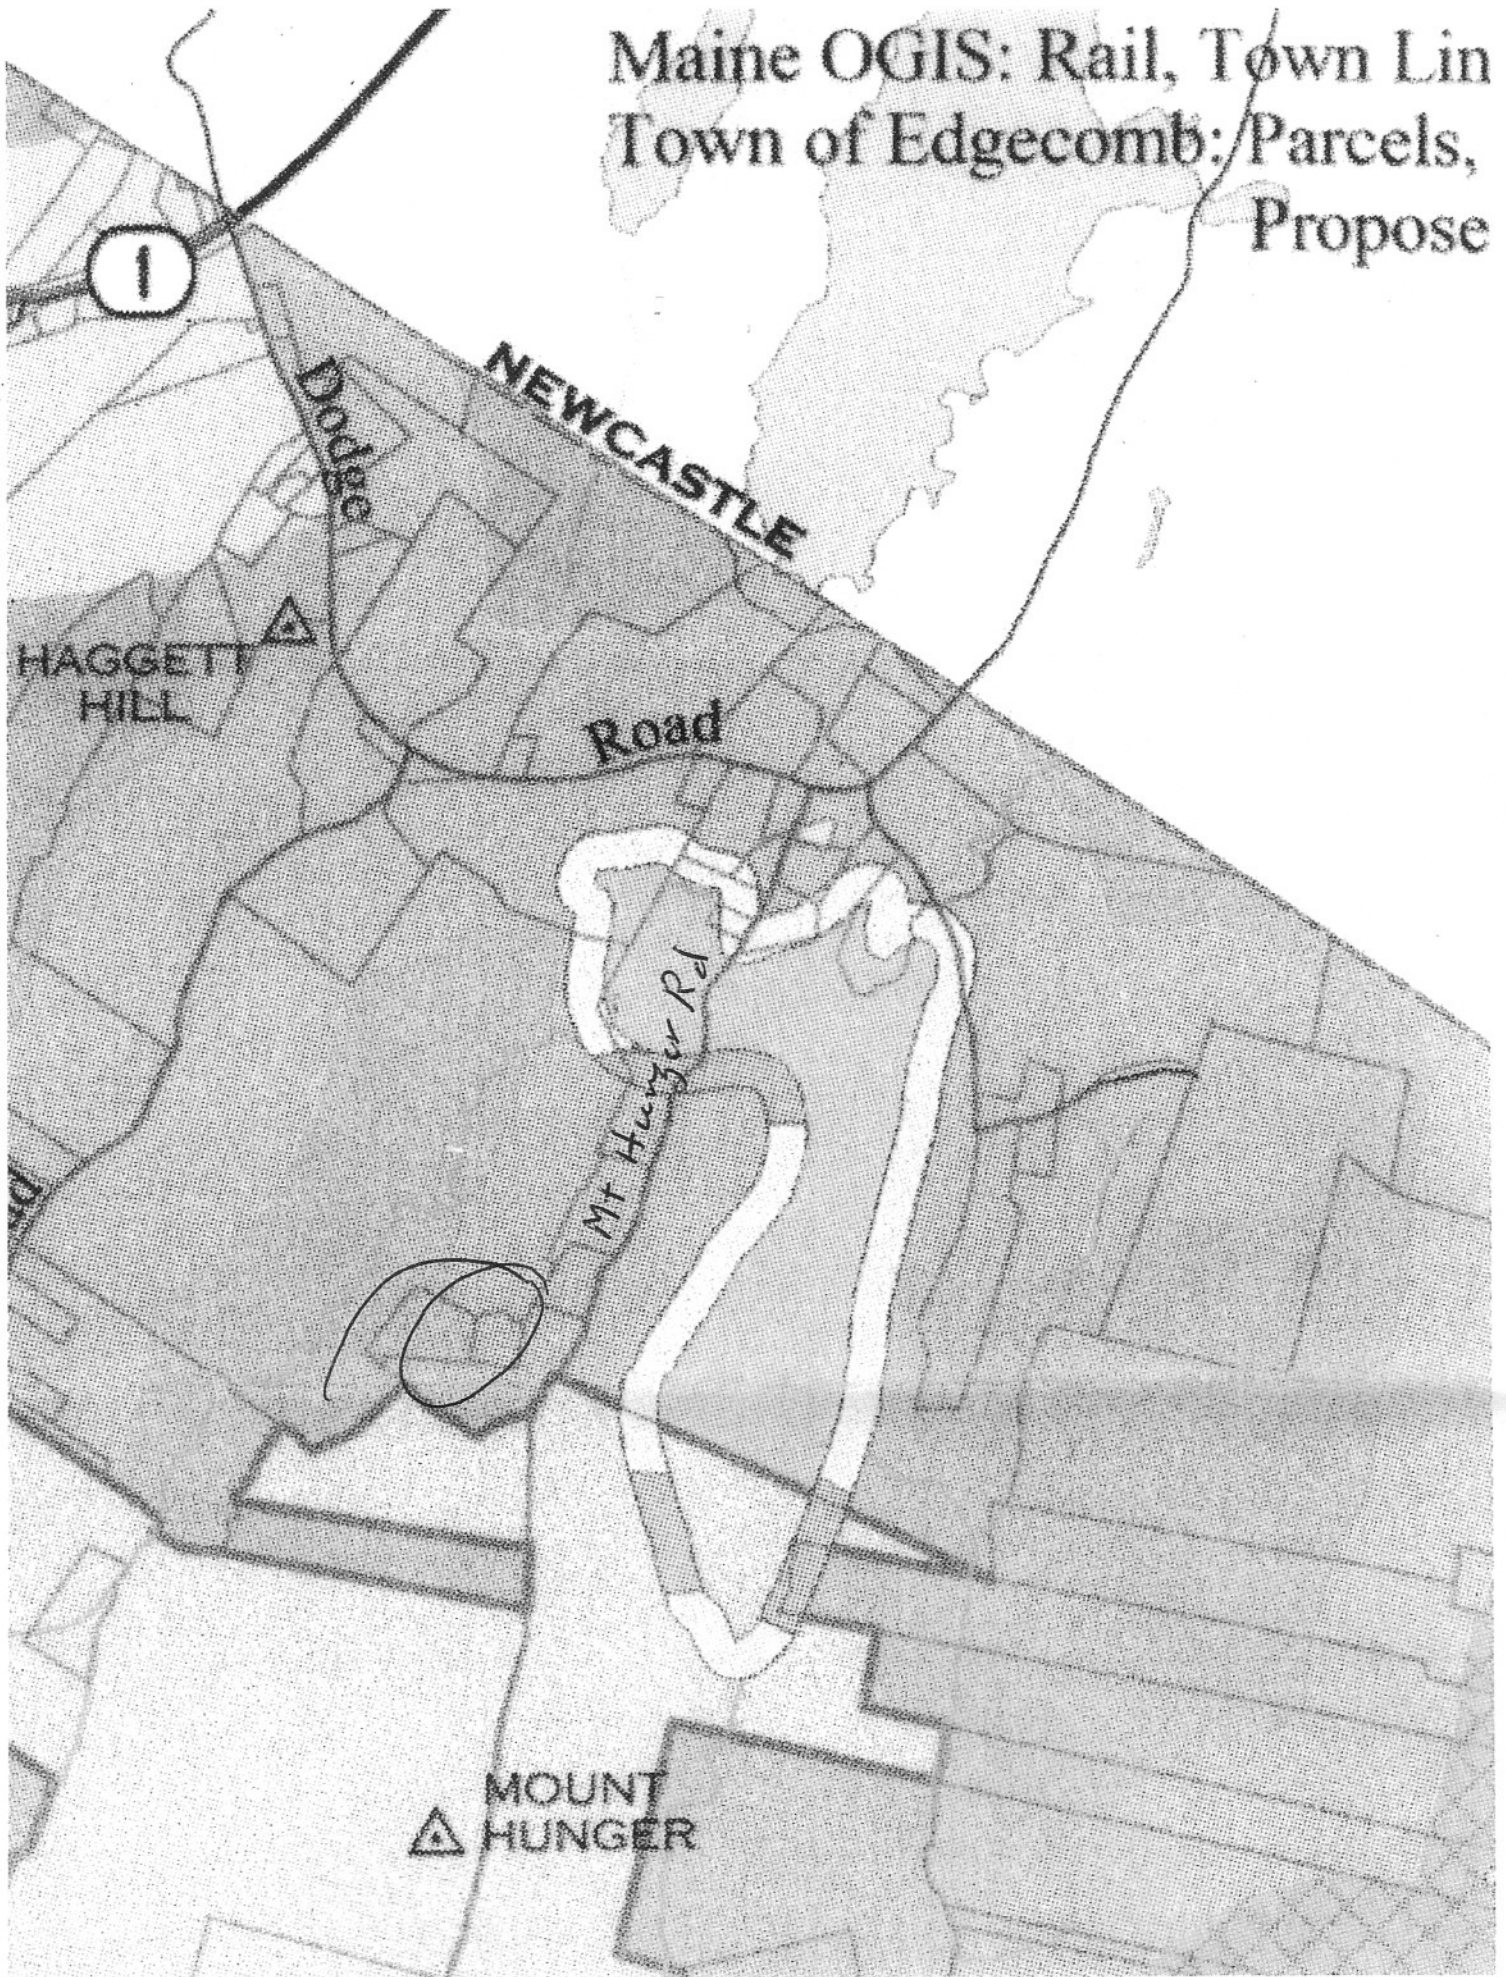 Maine OGIS: Rail, Town Lin
Town of Edgecomb: Parcels,
Propose
1
NEWCASTLE
Dodge
HAGGETT
HILL
Road
Mt Hunger Rd
MOUNT
HUNGER